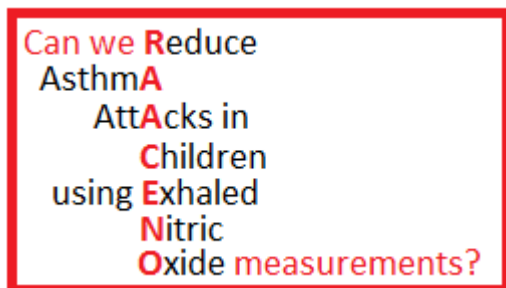 Can we Reduce
AsthmA
AttAcks in
Children
using Exhaled
Nitric
Oxide measurements?